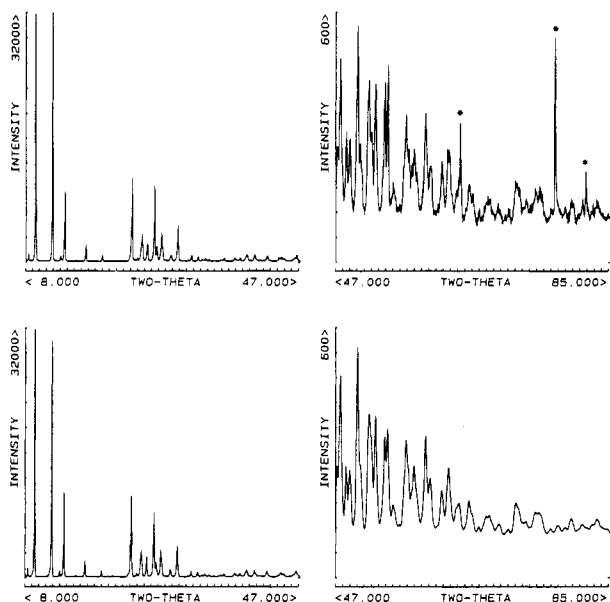 32000>
INTENSITY
< 8.000 TWO-THETA 47.000>
600>
INTENSITY
* * *
<47.000 TWO-THETA 85.000>
32000>
INTENSITY
< 8.000 TWO-THETA 47.000>
600>
INTENSITY
<47.000 TWO-THETA 85.000>